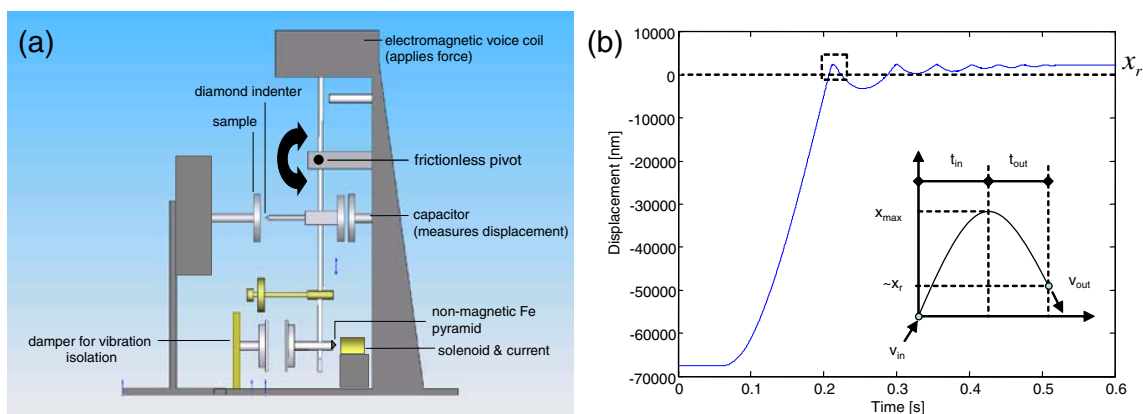 (a)
electromagnetic voice coil
(applies force)
diamond indenter
sample
frictionless pivot
capacitor
(measures displacement)
non-magnetic Fe
pyramid
damper for vibration
isolation
solenoid & current
(b)
10000
0
-10000
-20000
-30000
-40000
-50000
-60000
-70000
Displacement [nm]
0
0.1
0.2
0.3
0.4
0.5
0.6
Time [s]
x_r
t_in
t_out
x_max
~x_r
v_in
v_out